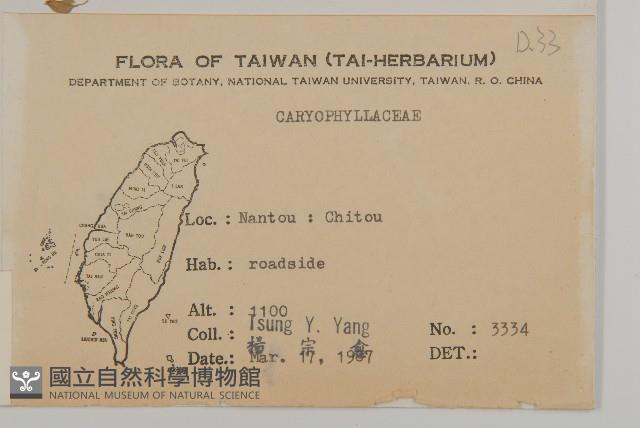 D.33
FLORA OF TAIWAN (TAI-HERBARIUM)
DEPARTMENT OF BOTANY, NATIONAL TAIWAN UNIVERSITY, TAIWAN, R. O. CHINA
CARYOPHYLLACEAE
Loc. : Nantou : Chitou
Hab. : roadside
Alt. : 1100
Coll. : Tsung Y. Yang No. : 3334
楊 宗 愈
Date.: Mar. 17, 1987 DET.:
國立自然科學博物館
NATIONAL MUSEUM OF NATURAL SCIENCE